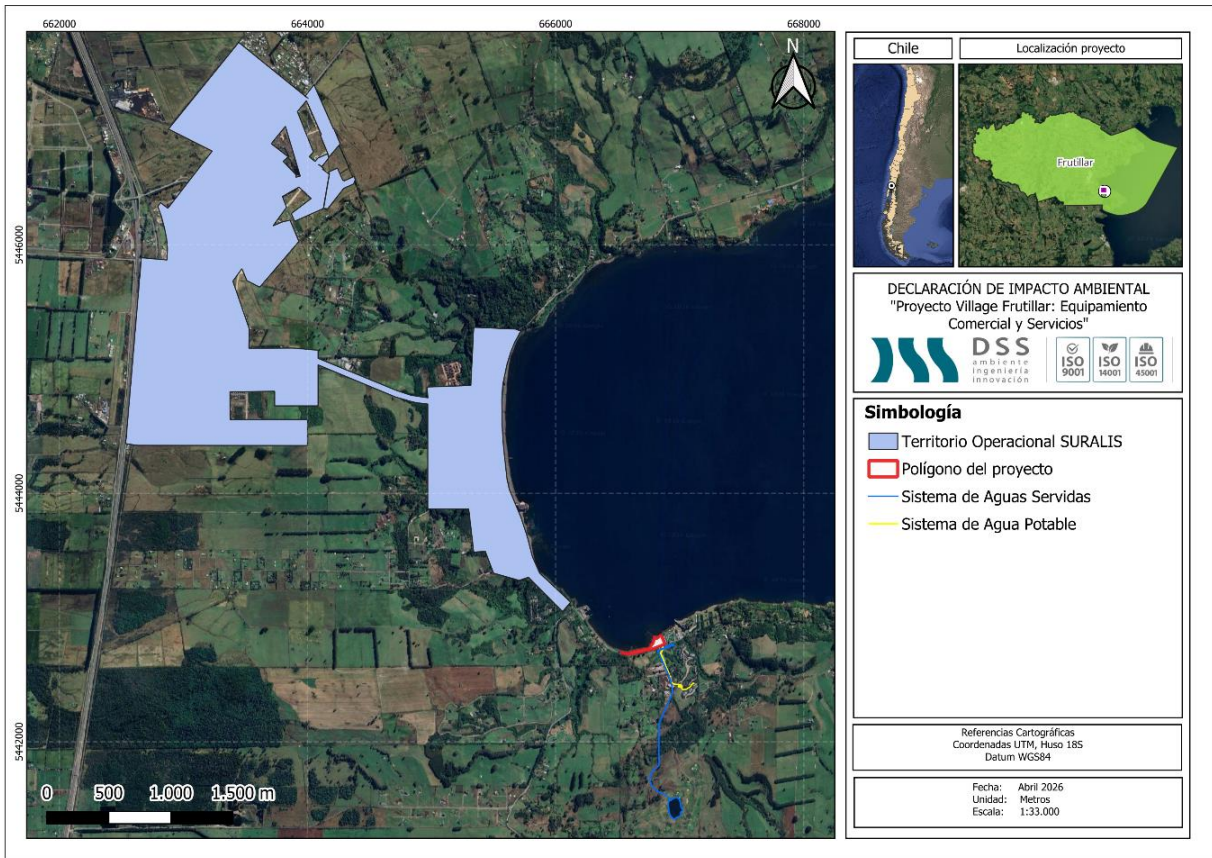 662000 664000 666000 668000
5446000
5444000
5442000
N
0 500 1.000 1.500 m
Chile
Localización proyecto
Frutillar
DECLARACIÓN DE IMPACTO AMBIENTAL
"Proyecto Village Frutillar: Equipamiento
Comercial y Servicios"
DSS
ambiente
ingeniería
innovación
ISO
9001
ISO
14001
ISO
45001
Simbología
Territorio Operacional SURALIS
Polígono del proyecto
Sistema de Aguas Servidas
Sistema de Agua Potable
Referencias Cartográficas
Coordenadas UTM, Huso 18S
Datum WGS84
Fecha: Abril 2026
Unidad: Metros
Escala: 1:33.000